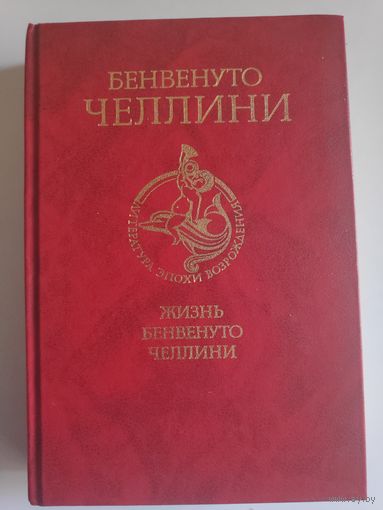 БЕНВЕНУТО
ЧЕЛЛИНИ
ЛИТЕРАТУРА ЭПОХИ ВОЗРОЖДЕНИЯ
ЖИЗНЬ
БЕНВЕНУТО
ЧЕЛЛИНИ